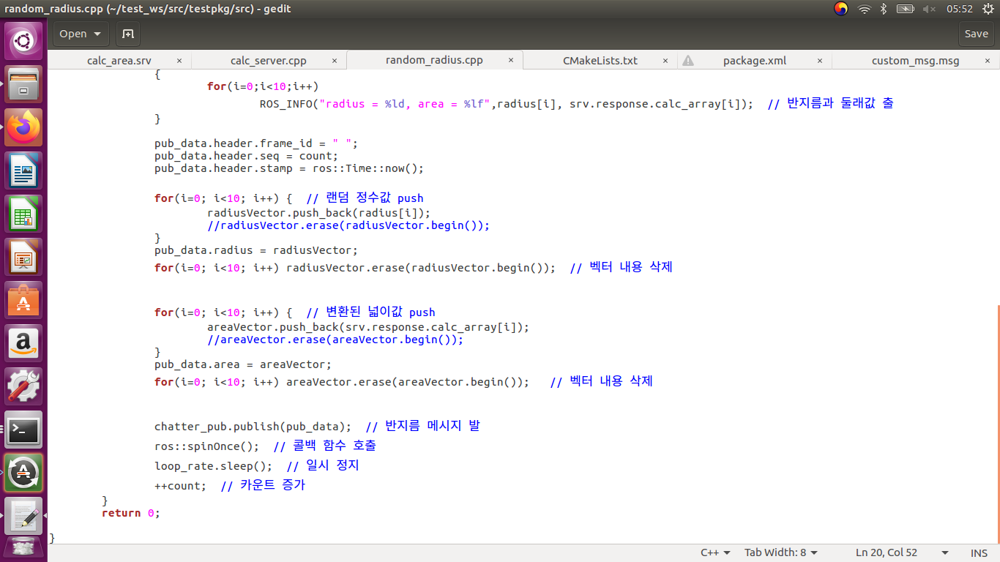 random_radius.cpp (~/test_ws/src/testpkg/src) - gedit 05:52
Open Save
calc_area.srv × calc_server.cpp × random_radius.cpp × CMakeLists.txt × package.xml × custom_msg.msg ×
{
for(i=0;i<10;i++)
ROS_INFO("radius = %ld, area = %lf",radius[i], srv.response.calc_array[i]); // 반지름과 둘래값 출
}
pub_data.header.frame_id = " ";
pub_data.header.seq = count;
pub_data.header.stamp = ros::Time::now();
for(i=0; i<10; i++) { // 랜덤 정수값 push
radiusVector.push_back(radius[i]);
//radiusVector.erase(radiusVector.begin());
}
pub_data.radius = radiusVector;
for(i=0; i<10; i++) radiusVector.erase(radiusVector.begin()); // 벡터 내용 삭제
for(i=0; i<10; i++) { // 변환된 넓이값 push
areaVector.push_back(srv.response.calc_array[i]);
//areaVector.erase(areaVector.begin());
}
pub_data.area = areaVector;
for(i=0; i<10; i++) areaVector.erase(areaVector.begin()); // 벡터 내용 삭제
chatter_pub.publish(pub_data); // 반지름 메시지 발
ros::spinOnce(); // 콜백 함수 호출
loop_rate.sleep(); // 일시 정지
++count; // 카운트 증가
}
return 0;
}
C++ Tab Width: 8 Ln 20, Col 52 INS